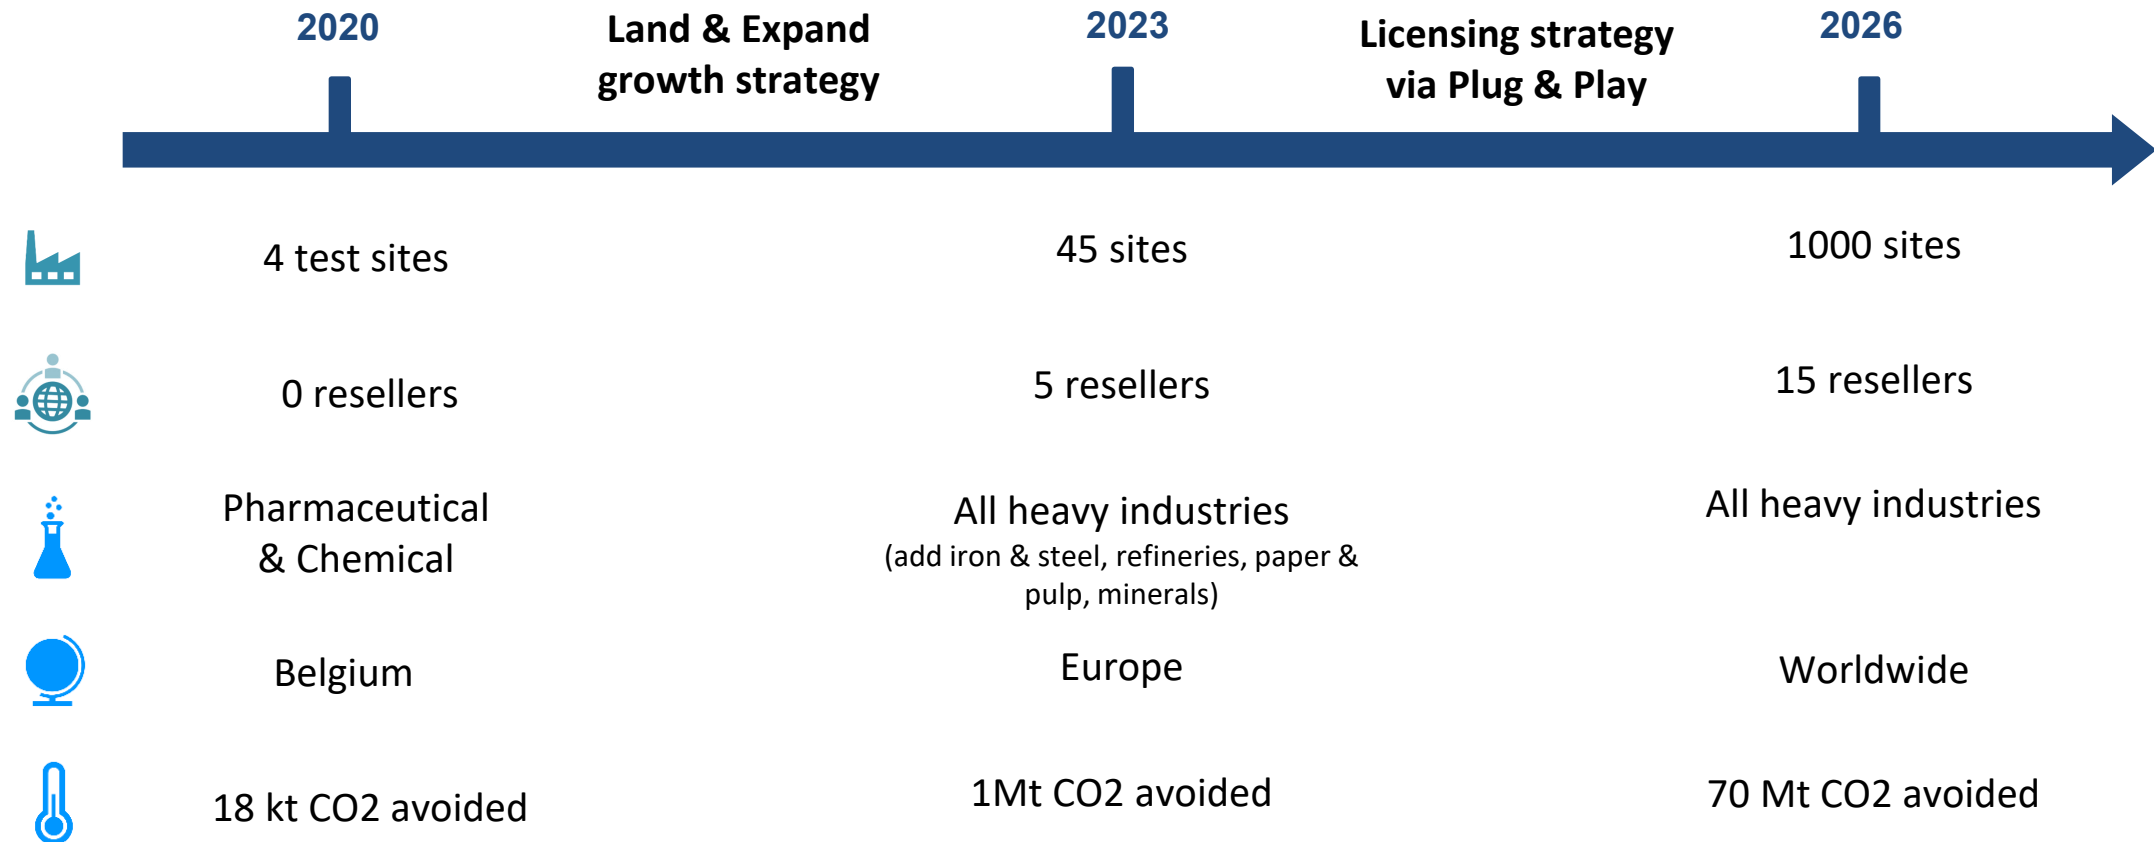 2020
Land & Expand
growth strategy
2023
Licensing strategy
via Plug & Play
2026
4 test sites
45 sites
1000 sites
0 resellers
5 resellers
15 resellers
Pharmaceutical
& Chemical
All heavy industries
(add iron & steel, refineries, paper &
pulp, minerals)
All heavy industries
Belgium
Europe
Worldwide
18 kt CO2 avoided
1Mt CO2 avoided
70 Mt CO2 avoided